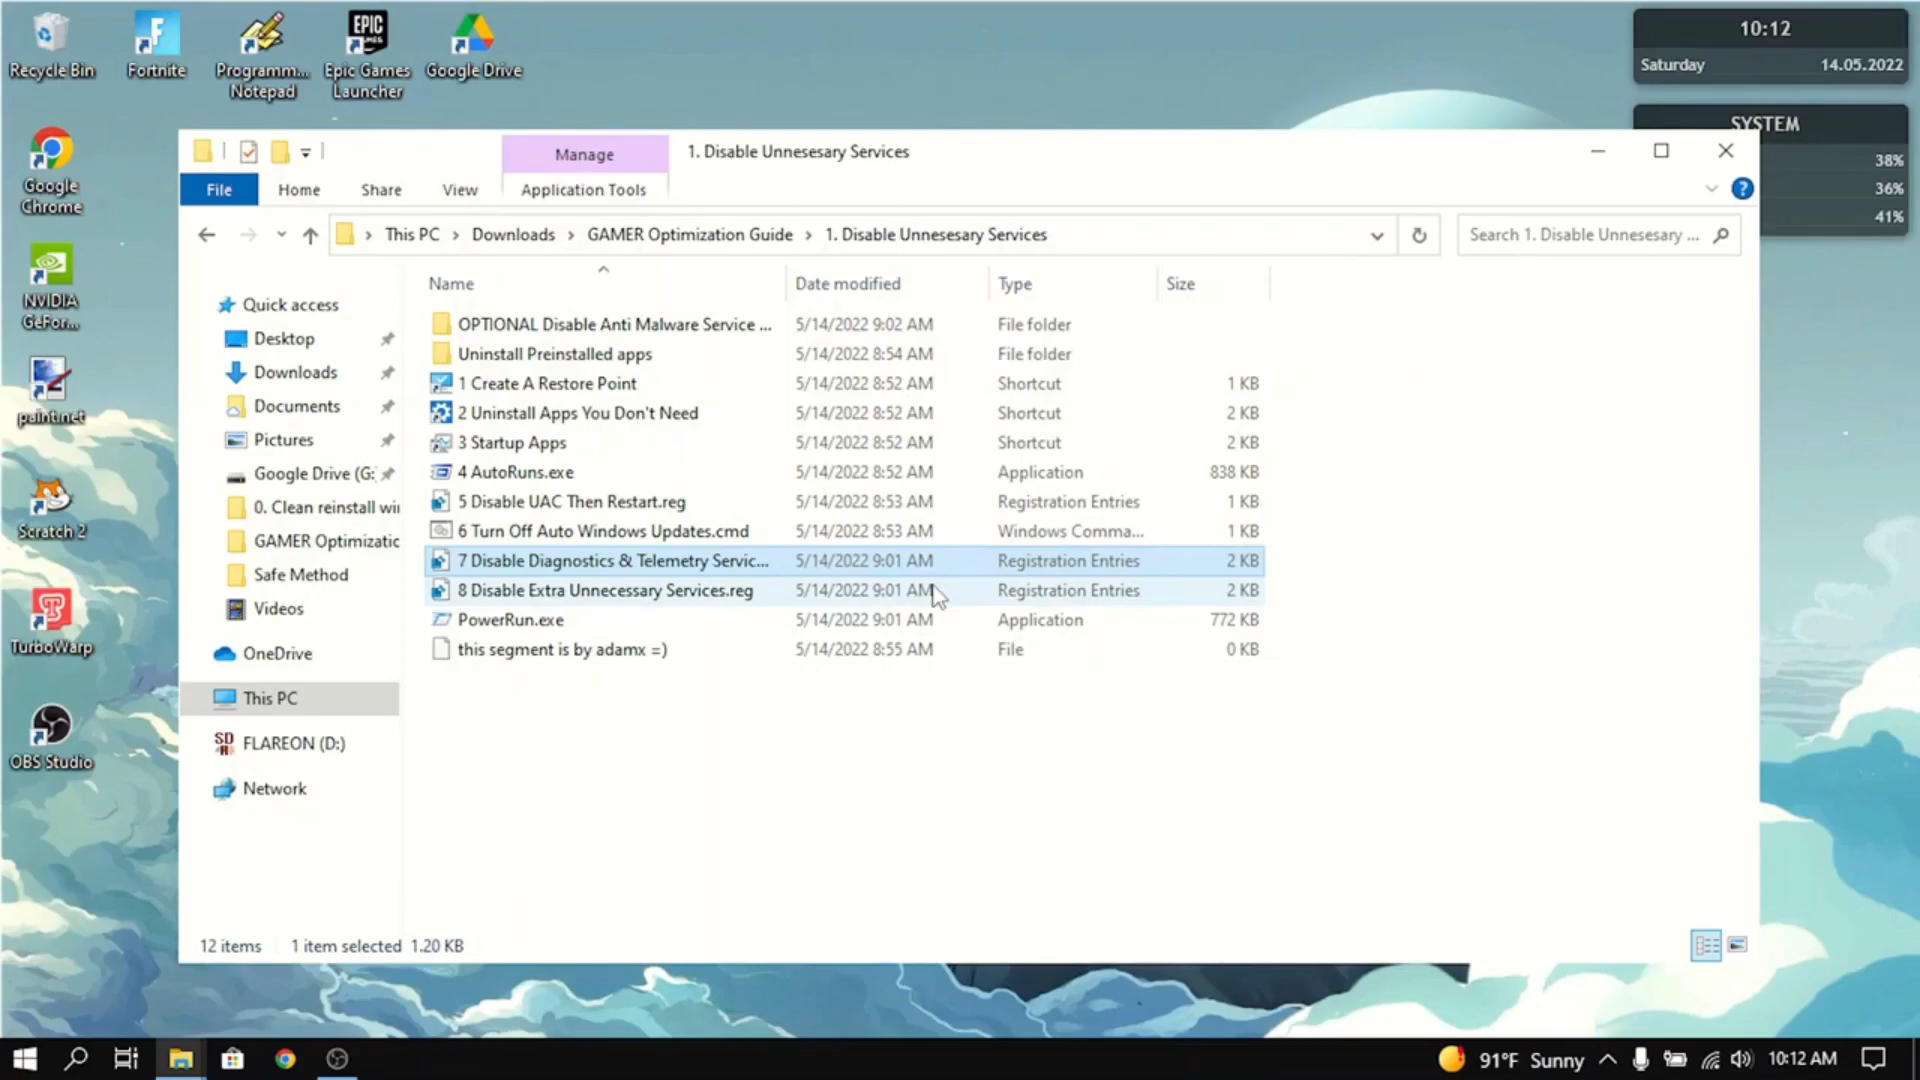 Recycle Bin
Fortnite
Programm...
Notepad
EPIC
GAMES
Epic Games
Launcher
Google Drive
10:12
Saturday 14.05.2022
SYSTEM
38%
36%
41%
Google
Chrome
NVIDIA
GeFor...
paint.net
Scratch 2
TurboWarp
OBS Studio
Manage
1. Disable Unnesesary Services
File Home Share View Application Tools
This PC > Downloads > GAMER Optimization Guide > 1. Disable Unnesesary Services
Search 1. Disable Unnesesary ...
Name Date modified Type Size
Quick access
Desktop
Downloads
Documents
Pictures
Google Drive (G:
0. Clean reinstall wi
GAMER Optimizatic
Safe Method
Videos
OneDrive
This PC
FLAREON (D:)
Network
OPTIONAL Disable Anti Malware Service ... 5/14/2022 9:02 AM File folder
Uninstall Preinstalled apps 5/14/2022 8:54 AM File folder
1 Create A Restore Point 5/14/2022 8:52 AM Shortcut 1 KB
2 Uninstall Apps You Don't Need 5/14/2022 8:52 AM Shortcut 2 KB
3 Startup Apps 5/14/2022 8:52 AM Shortcut 2 KB
4 AutoRuns.exe 5/14/2022 8:52 AM Application 838 KB
5 Disable UAC Then Restart.reg 5/14/2022 8:53 AM Registration Entries 1 KB
6 Turn Off Auto Windows Updates.cmd 5/14/2022 8:53 AM Windows Comma... 1 KB
7 Disable Diagnostics & Telemetry Servic... 5/14/2022 9:01 AM Registration Entries 2 KB
8 Disable Extra Unnecessary Services.reg 5/14/2022 9:01 AM Registration Entries 2 KB
PowerRun.exe 5/14/2022 9:01 AM Application 772 KB
this segment is by adamx =) 5/14/2022 8:55 AM File 0 KB
12 items 1 item selected 1.20 KB
91°F Sunny 10:12 AM